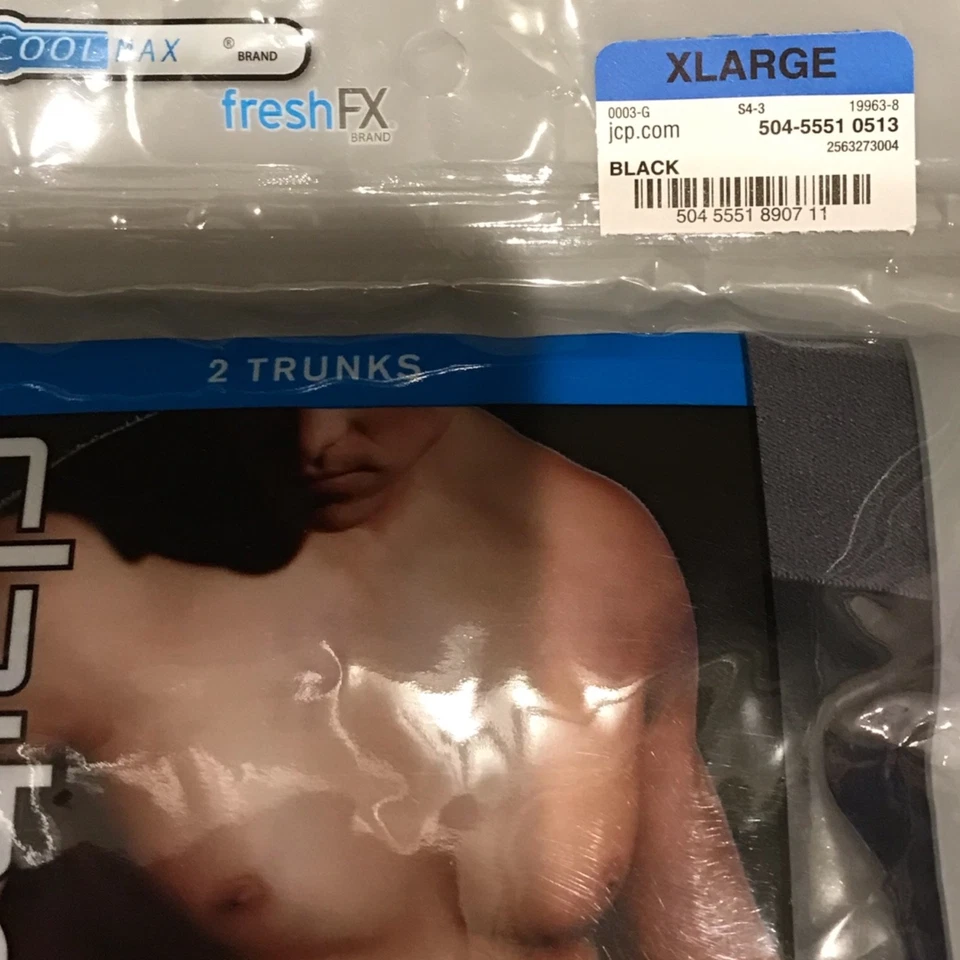 COOLMAX ® BRAND
freshFX
BRAND
XLARGE
0003-G S4-3 19963-8
jcp.com 504-5551 0513
2563273004
BLACK
504 5551 8907 11
2 TRUNKS